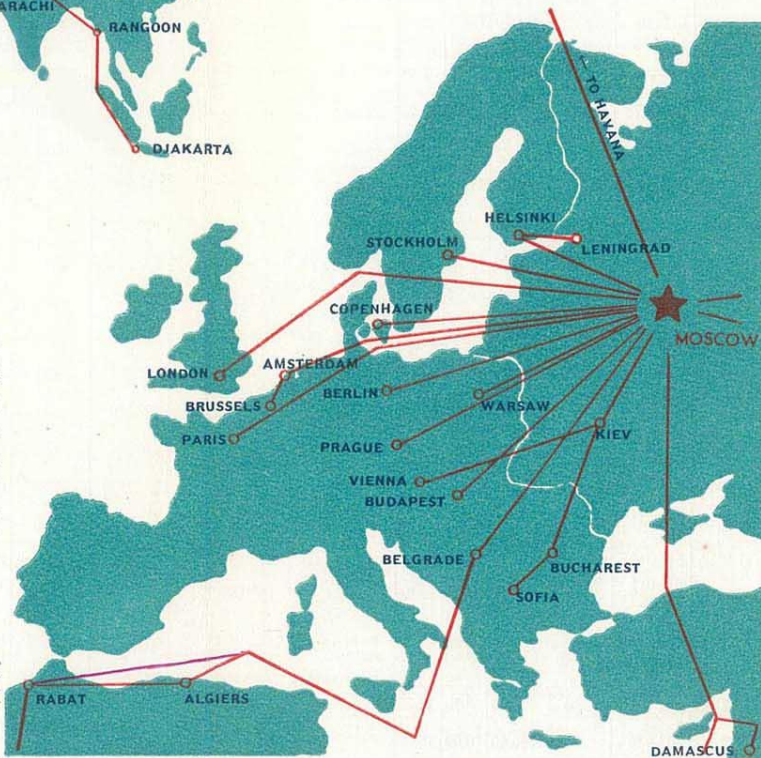 ARACHI
RANGOON
DJAKARTA
← TO HAVANA
HELSINKI
STOCKHOLM
LENINGRAD
COPENHAGEN
MOSCOW
LONDON
AMSTERDAM
BERLIN
BRUSSELS
WARSAW
PARIS
PRAGUE
KIEV
VIENNA
BUDAPEST
BELGRADE
BUCHAREST
SOFIA
RABAT
ALGIERS
DAMASCUS